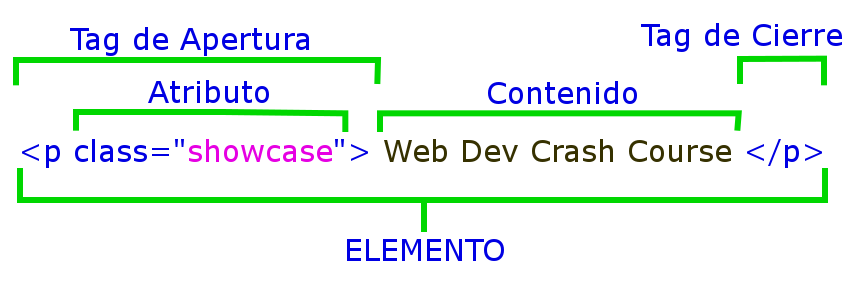 Tag de Apertura
Tag de Cierre
Atributo
Contenido
<p class="showcase"> Web Dev Crash Course </p>
ELEMENTO